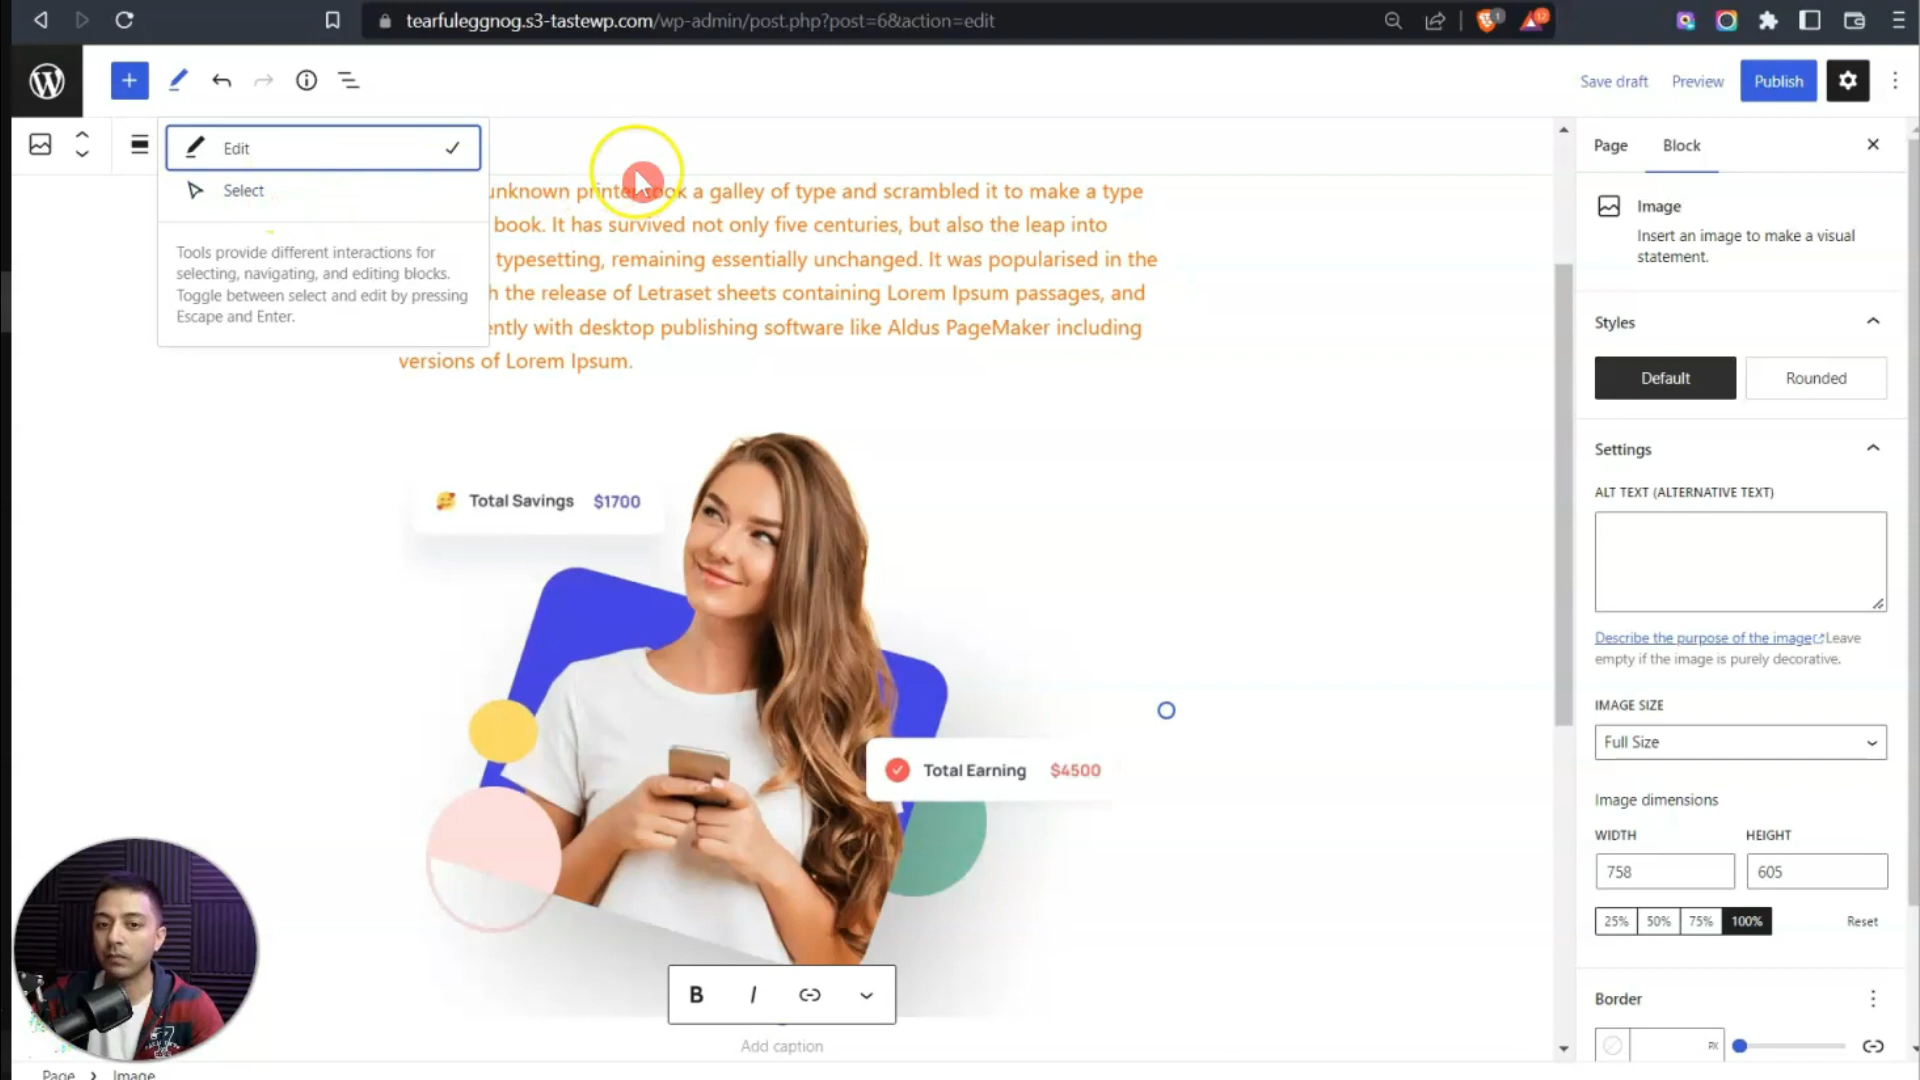 tearfuleggnog.s3-tastewp.com/wp-admin/post.php?post=6&action=edit
1
12
Save draft
Preview
Publish
Edit
Select
Tools provide different interactions for
selecting, navigating, and editing blocks.
Toggle between select and edit by pressing
Escape and Enter.
unknown printer took a galley of type and scrambled it to make a type
book. It has survived not only five centuries, but also the leap into
typesetting, remaining essentially unchanged. It was popularised in the
h the release of Letraset sheets containing Lorem Ipsum passages, and
ently with desktop publishing software like Aldus PageMaker including
versions of Lorem Ipsum.
Total Savings $1700
Total Earning $4500
B I
Add caption
Page
Block
Image
Insert an image to make a visual
statement.
Styles
Default
Rounded
Settings
ALT TEXT (ALTERNATIVE TEXT)
Describe the purpose of the image Leave
empty if the image is purely decorative.
IMAGE SIZE
Full Size
Image dimensions
WIDTH
HEIGHT
758
605
25% 50% 75% 100%
Reset
Border
PX
Page > Image